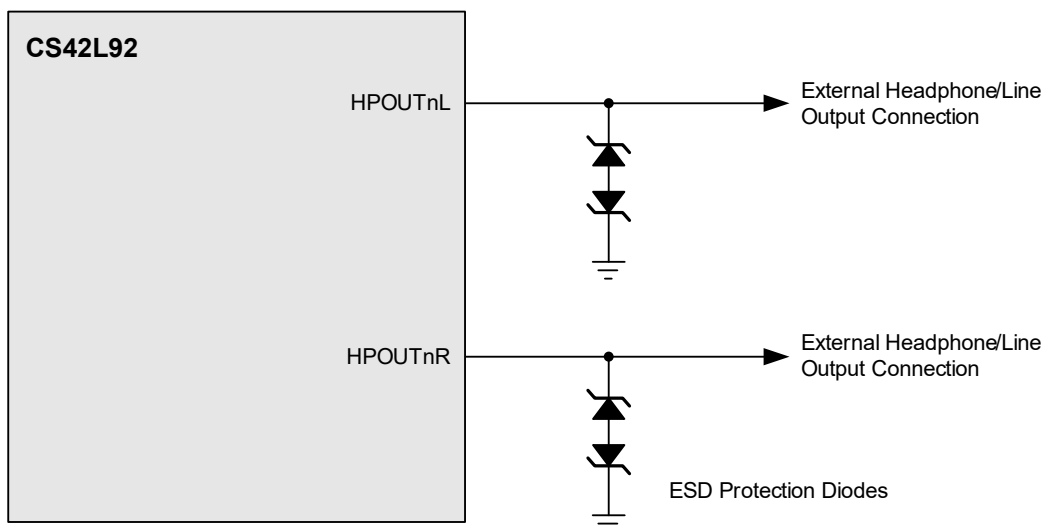 CS42L92
HPOUTnL
External Headphone/Line
Output Connection
HPOUTnR
External Headphone/Line
Output Connection
ESD Protection Diodes